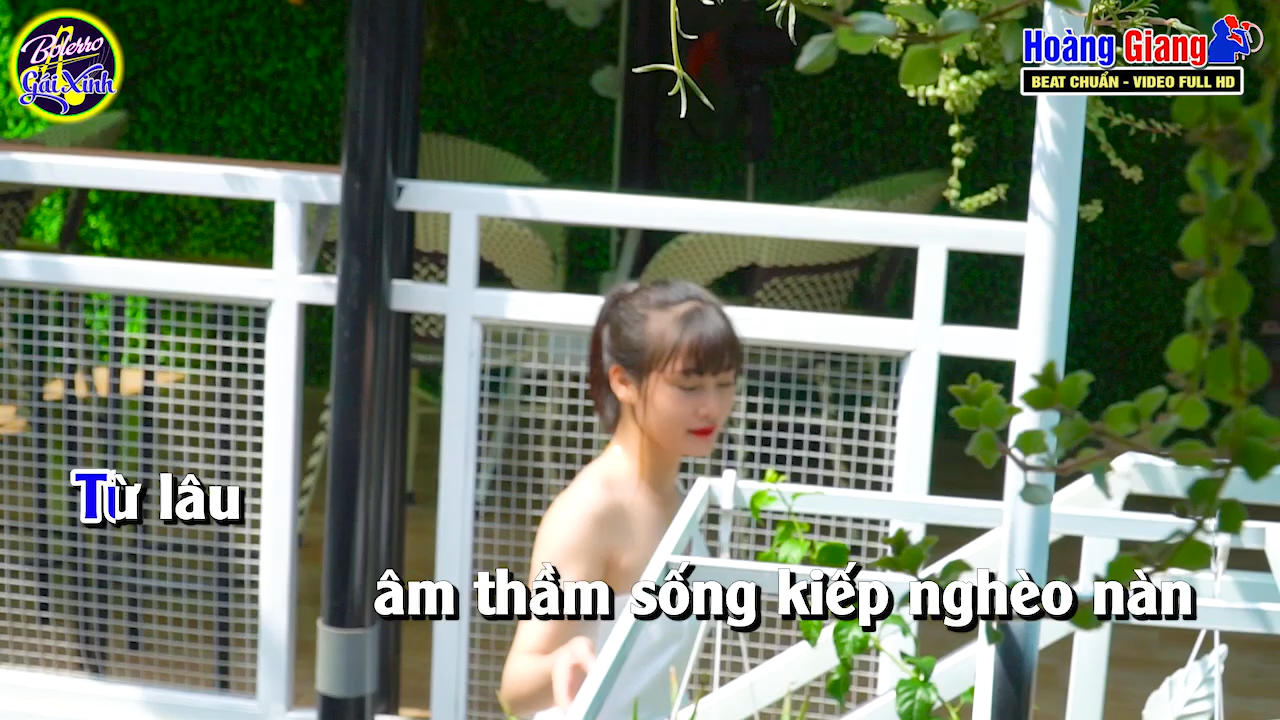 Bolerro
Gái Xinh
Hoàng Giang
BEAT CHUẨN - VIDEO FULL HD
Từ lâu
âm thầm sống kiếp nghèo nàn